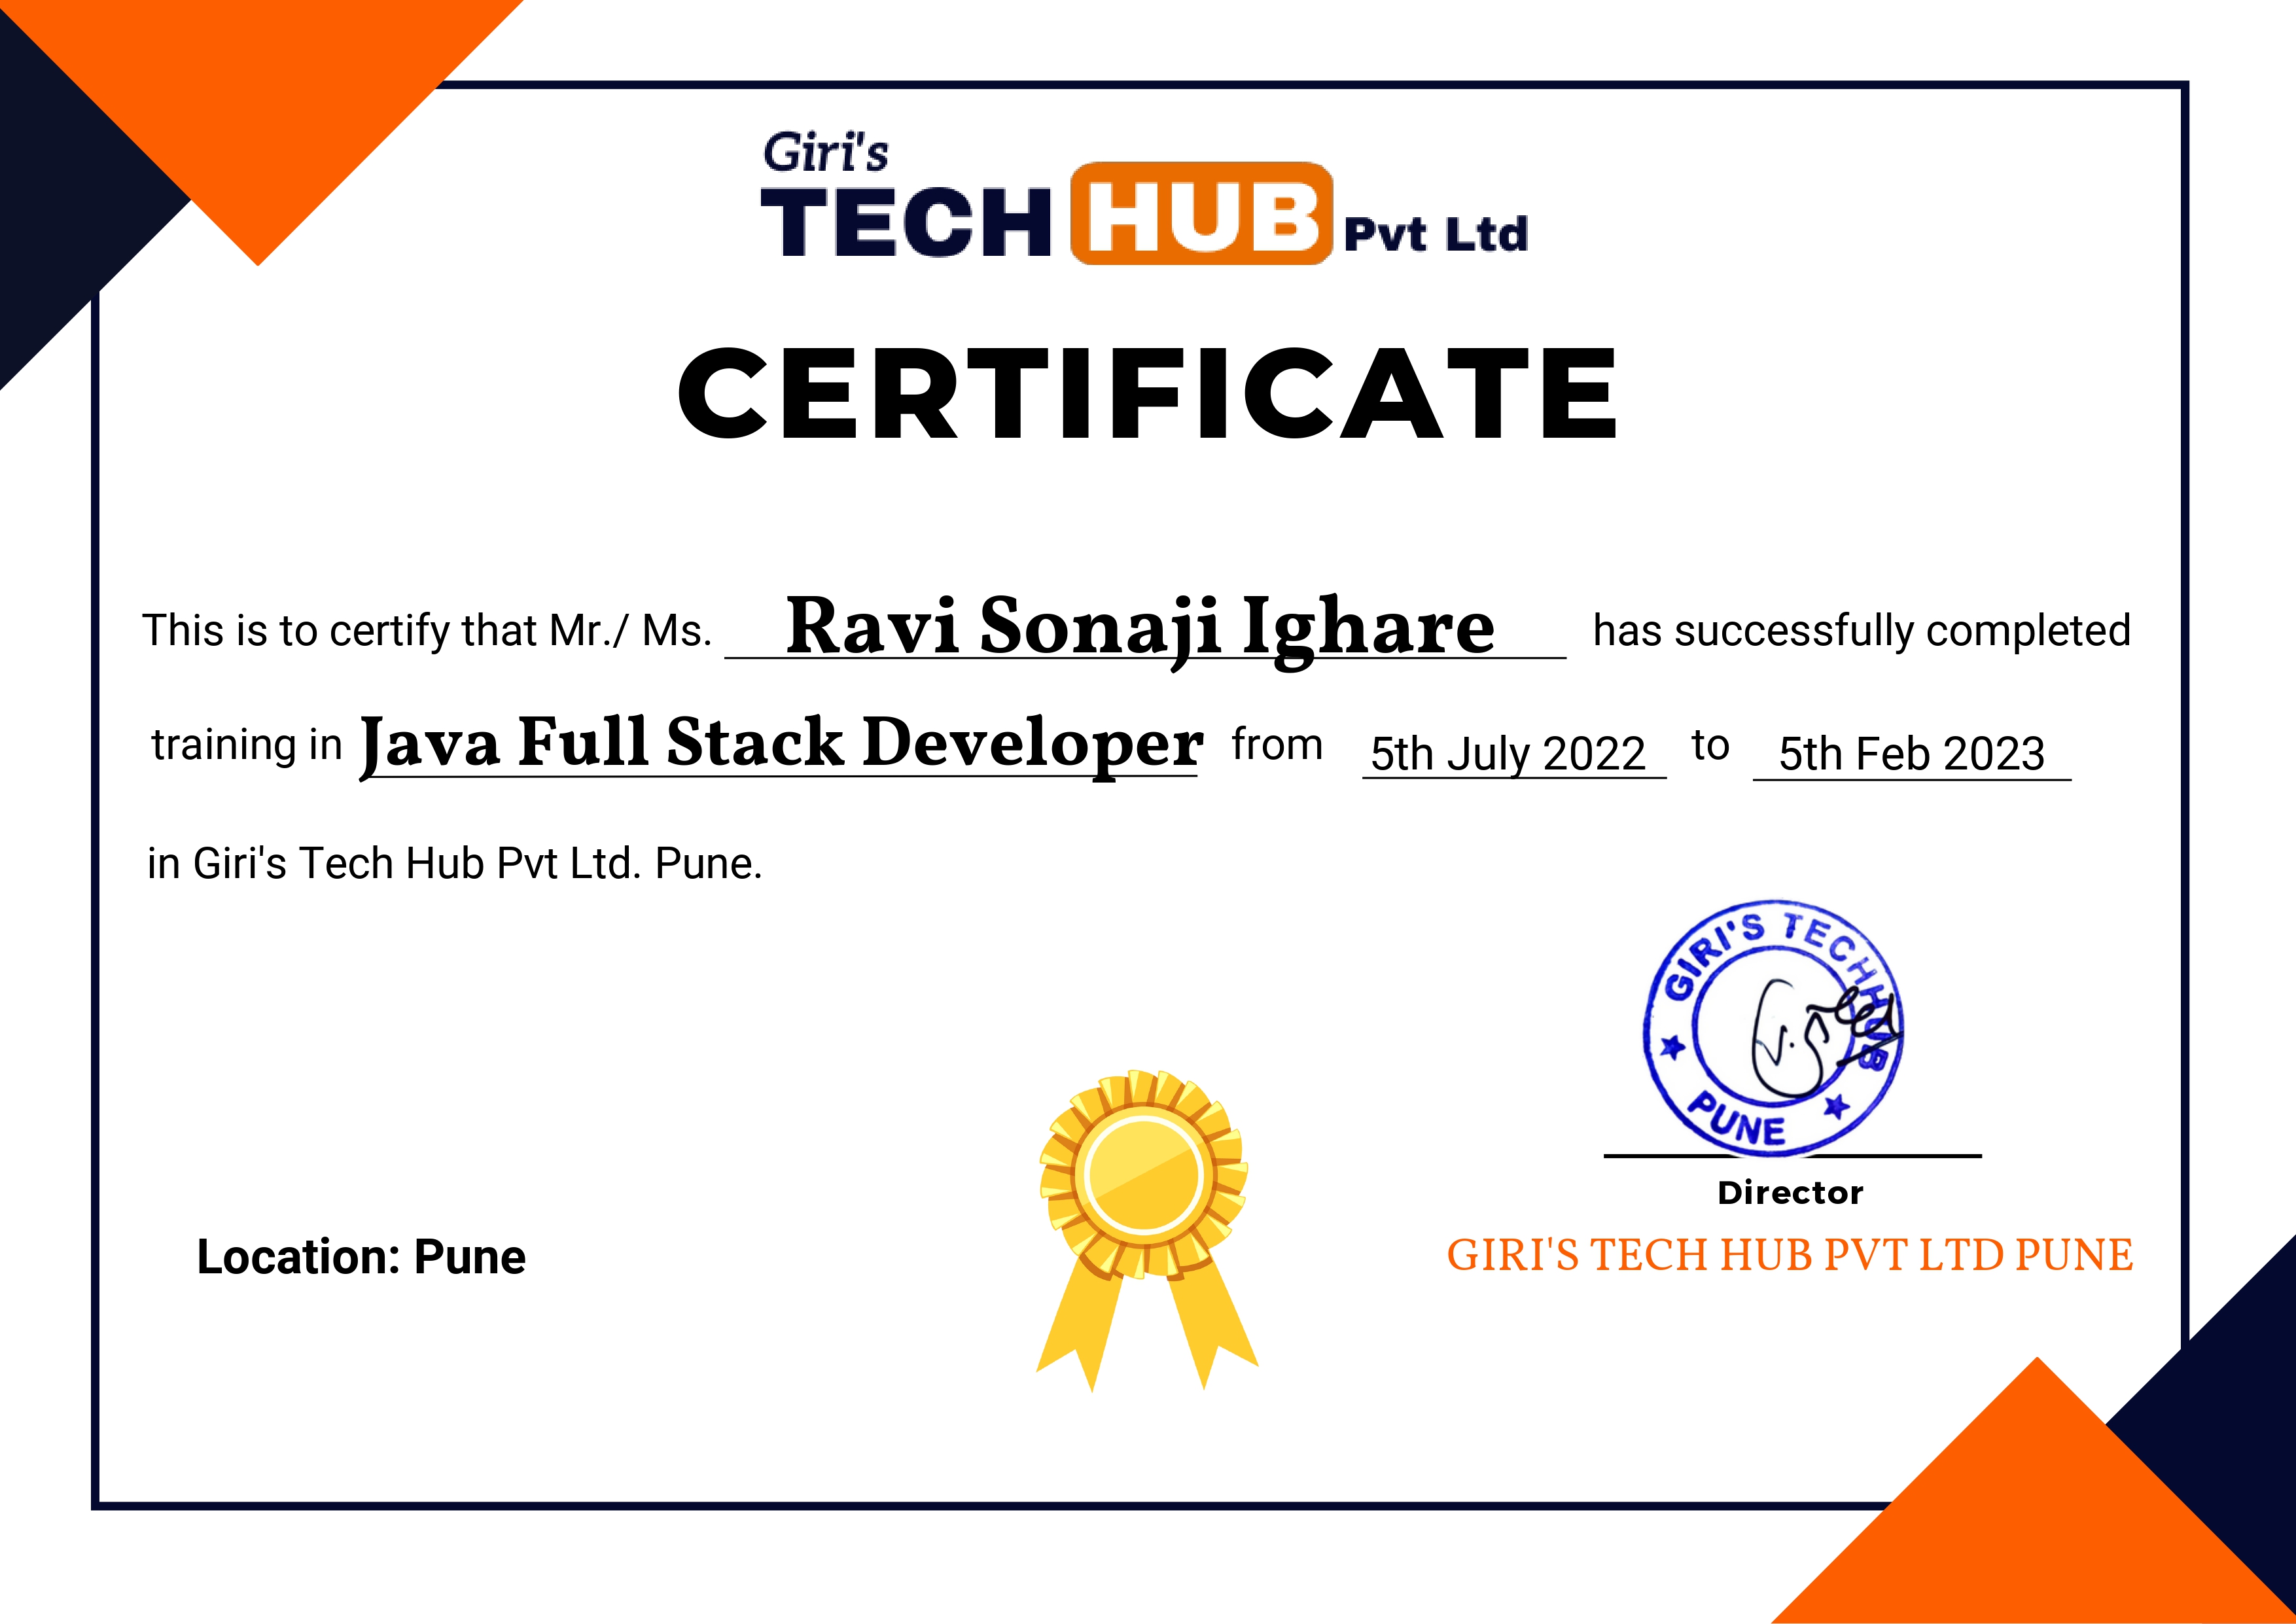 Giri's
TECH HUB Pvt Ltd
CERTIFICATE
This is to certify that Mr./ Ms. Ravi Sonaji Ighare has successfully completed
training in Java Full Stack Developer from 5th July 2022 to 5th Feb 2023
in Giri's Tech Hub Pvt Ltd. Pune.
GIRI'S TECH HUB
PUNE
Director
Location: Pune
GIRI'S TECH HUB PVT LTD PUNE